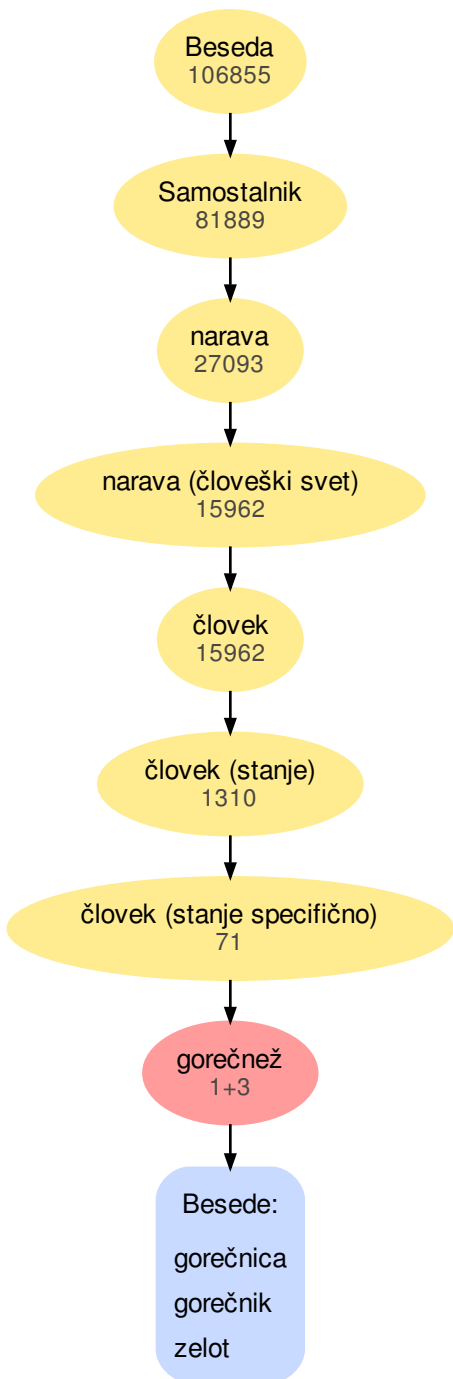 Beseda
106855
Samostalnik
81889
narava
27093
narava (človeški svet)
15962
človek
15962
človek (stanje)
1310
človek (stanje specifično)
71
gorečnež
1+3
Besede:
gorečnica
gorečnik
zelot